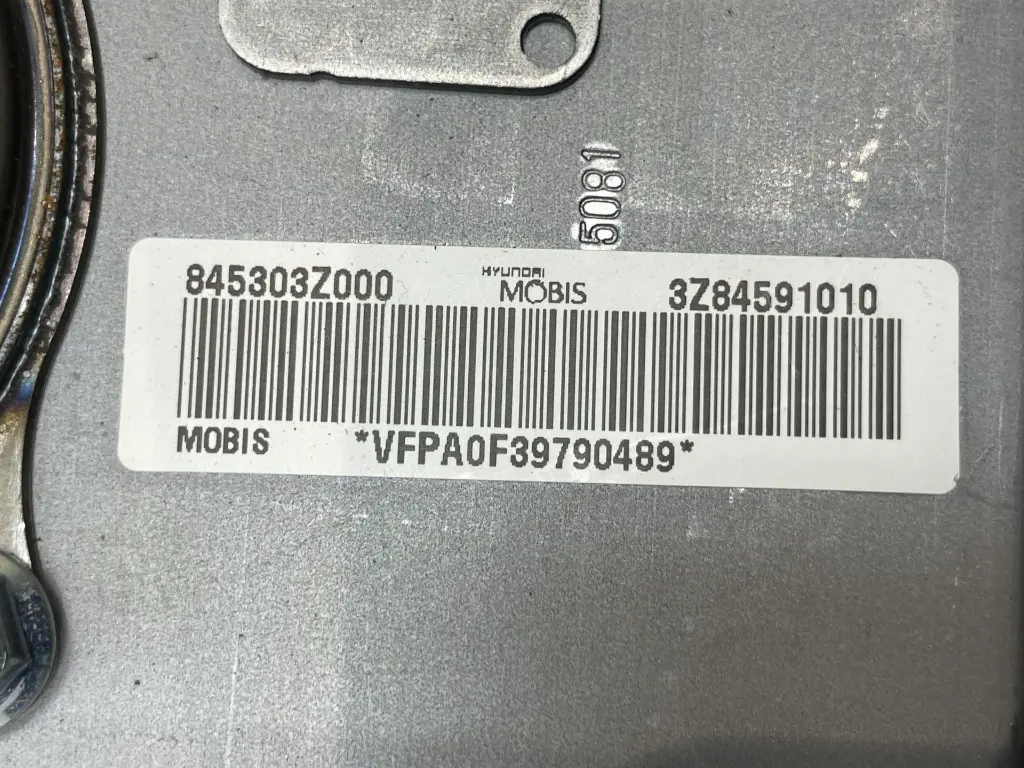 5081
845303Z000
HYUNDAI
MOBIS
3Z84591010
MOBIS
*VFPA0F39790489*